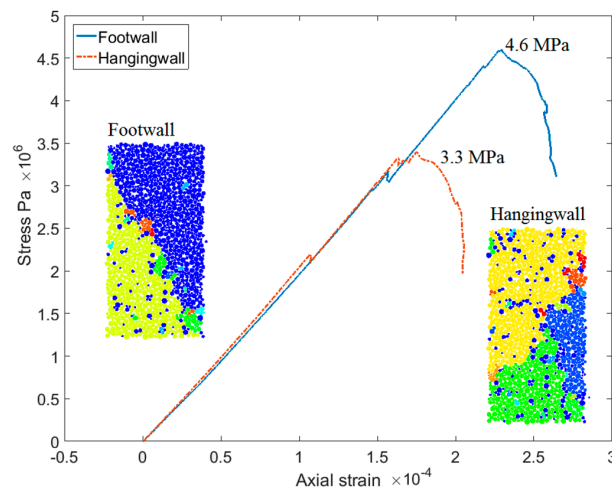 5
Footwall
Hangingwall
4.6 MPa
4.5
4
Footwall
3.5
3.3 MPa
3
Hangingwall
2.5
2
1.5
1
0.5
0
Stress Pa ×10^6
-0.5 0 0.5 1 1.5 2 2.5 3
Axial strain ×10^-4